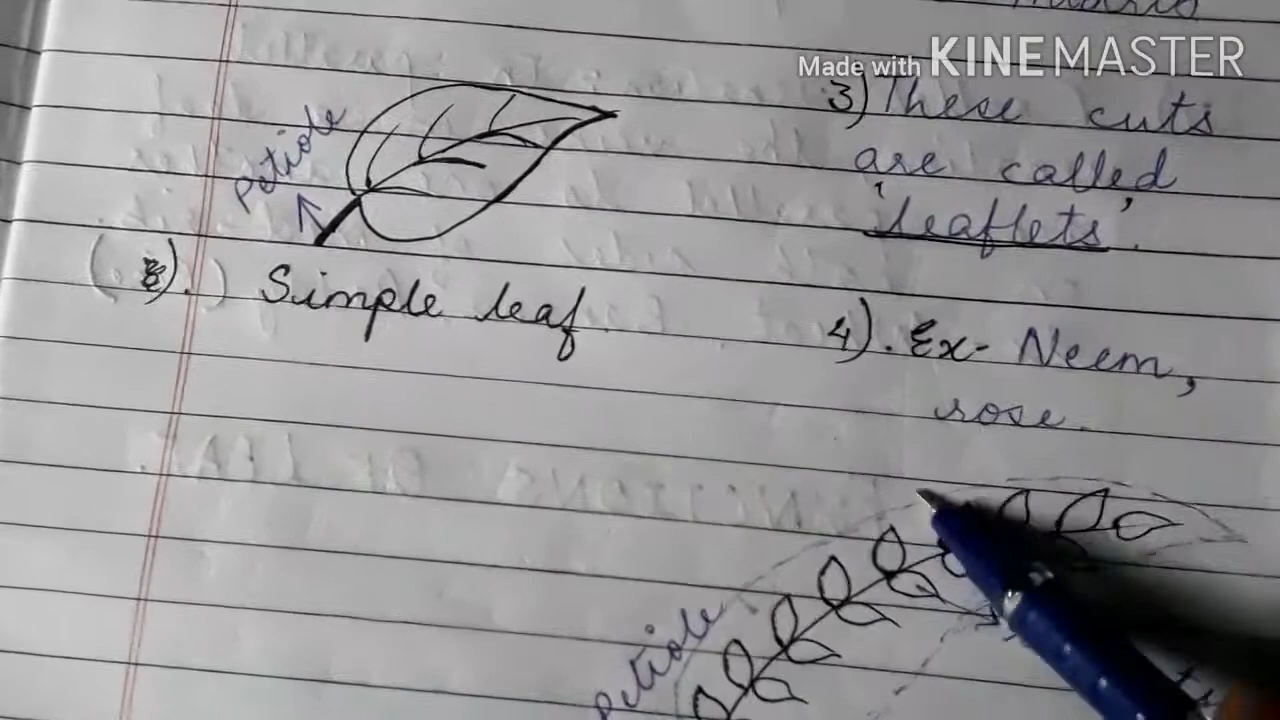 Made with KINEMASTER
3) These cuts
are called,
'leaflets'.
Petiole
Simple leaf.
4). Ex- Neem,
rose.
Petiole